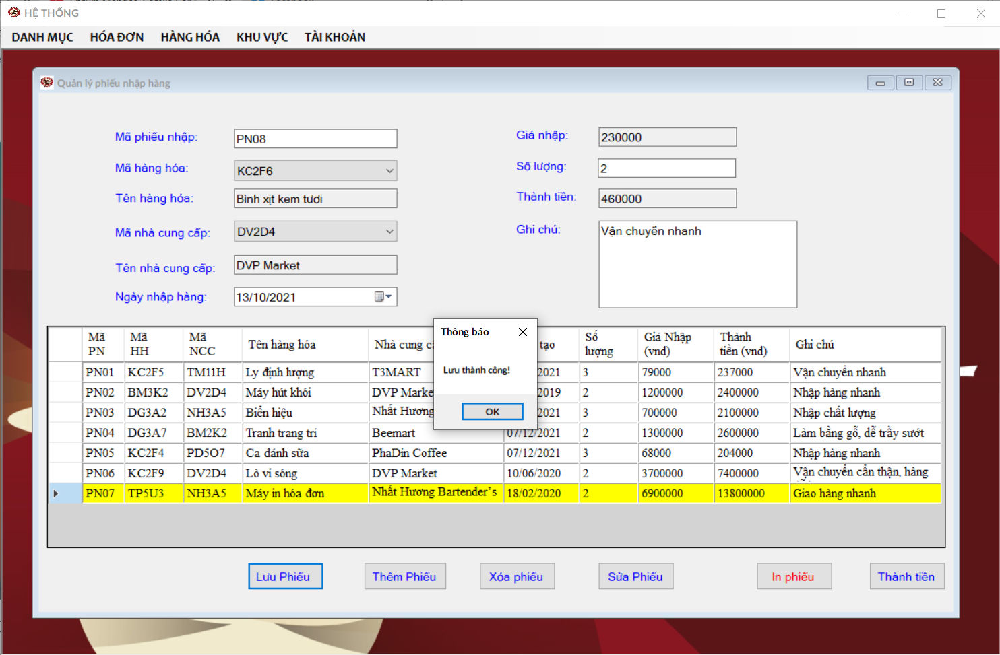 HỆ THỐNG
DANH MỤC HÓA ĐƠN HÀNG HÓA KHU VỰC TÀI KHOẢN
Quản lý phiếu nhập hàng
Mã phiếu nhập: PN08
Mã hàng hóa: KC2F6
Tên hàng hóa: Bình xịt kem tươi
Mã nhà cung cấp: DV2D4
Tên nhà cung cấp: DVP Market
Ngày nhập hàng: 13/10/2021
Giá nhập: 230000
Số lượng: 2
Thành tiền: 460000
Ghi chú: Vận chuyển nhanh
Mã PN Mã HH Mã NCC Tên hàng hóa Nhà cung tạo Số lượng Giá Nhập (vnd) Thành tiền (vnd) Ghi chú
PN01 KC2F5 TM11H Ly định lượng T3MART 2021 3 79000 237000 Vận chuyển nhanh
PN02 BM3K2 DV2D4 Máy hút khói DVP Marke 2019 2 1200000 2400000 Nhập hàng nhanh
PN03 DG3A2 NH3A5 Biển hiệu Nhất Hương 2021 3 700000 2100000 Nhập chất lượng
PN04 DG3A7 BM2K2 Tranh trang trí Beemart 07/12/2021 2 1300000 2600000 Làm bằng gỗ, dễ trầy sướt
PN05 KC2F4 PD5O7 Ca đánh sữa PhaDin Coffee 07/12/2021 3 68000 204000 Nhập hàng nhanh
PN06 KC2F9 DV2D4 Lò vi sóng DVP Market 10/06/2020 2 3700000 7400000 Vận chuyển cẩn thận, hàng
PN07 TP5U3 NH3A5 Máy in hóa đơn Nhất Hương Bartender's 18/02/2020 2 6900000 13800000 Giao hàng nhanh
Thông báo
Lưu thành công!
OK
Lưu Phiếu Thêm Phiếu Xóa phiếu Sửa Phiếu In phiếu Thành tiền